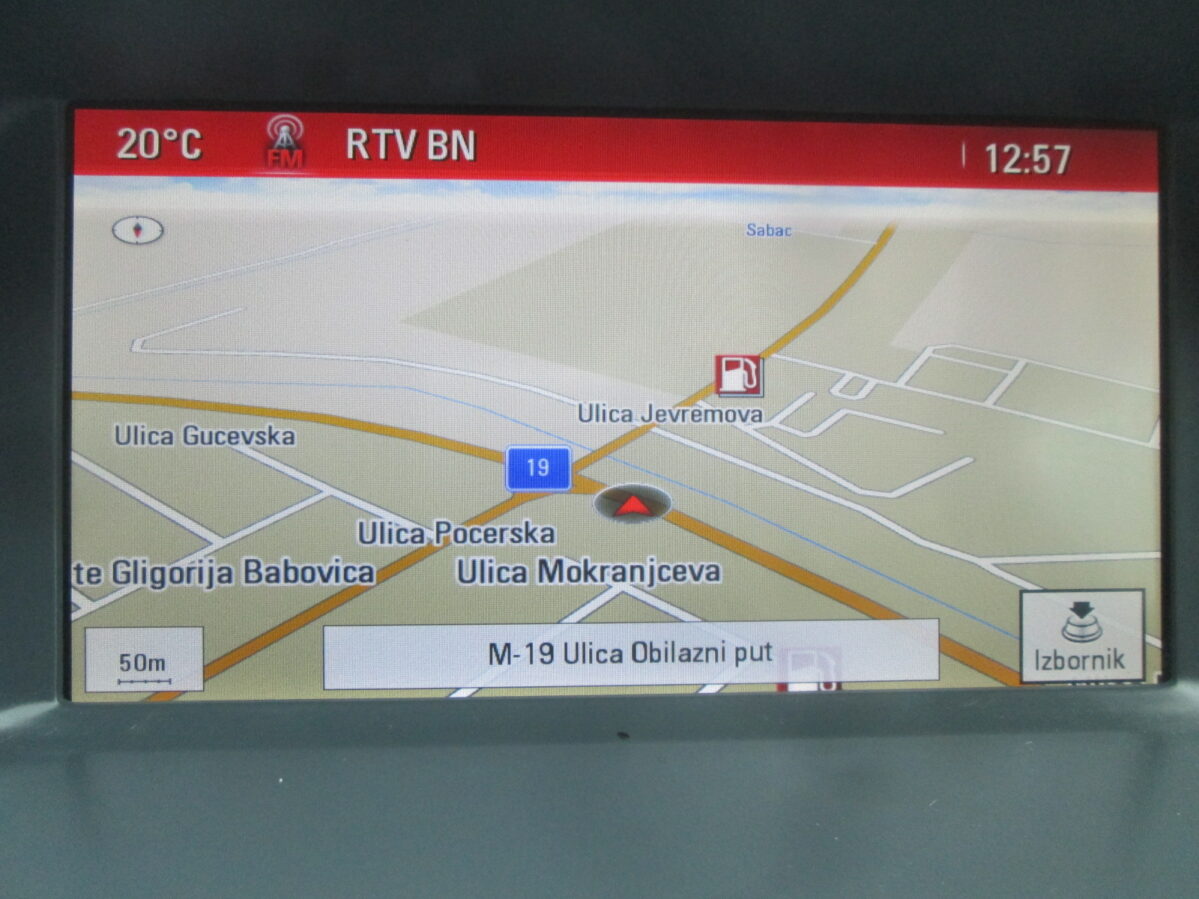 20°C FM RTV BN 12:57
Sabac
Ulica Jevremova
Ulica Gucevska
19
Ulica Pocerska
te Gligorija Babovica Ulica Mokranjceva
50m
M-19 Ulica Obilazni put
Izbornik